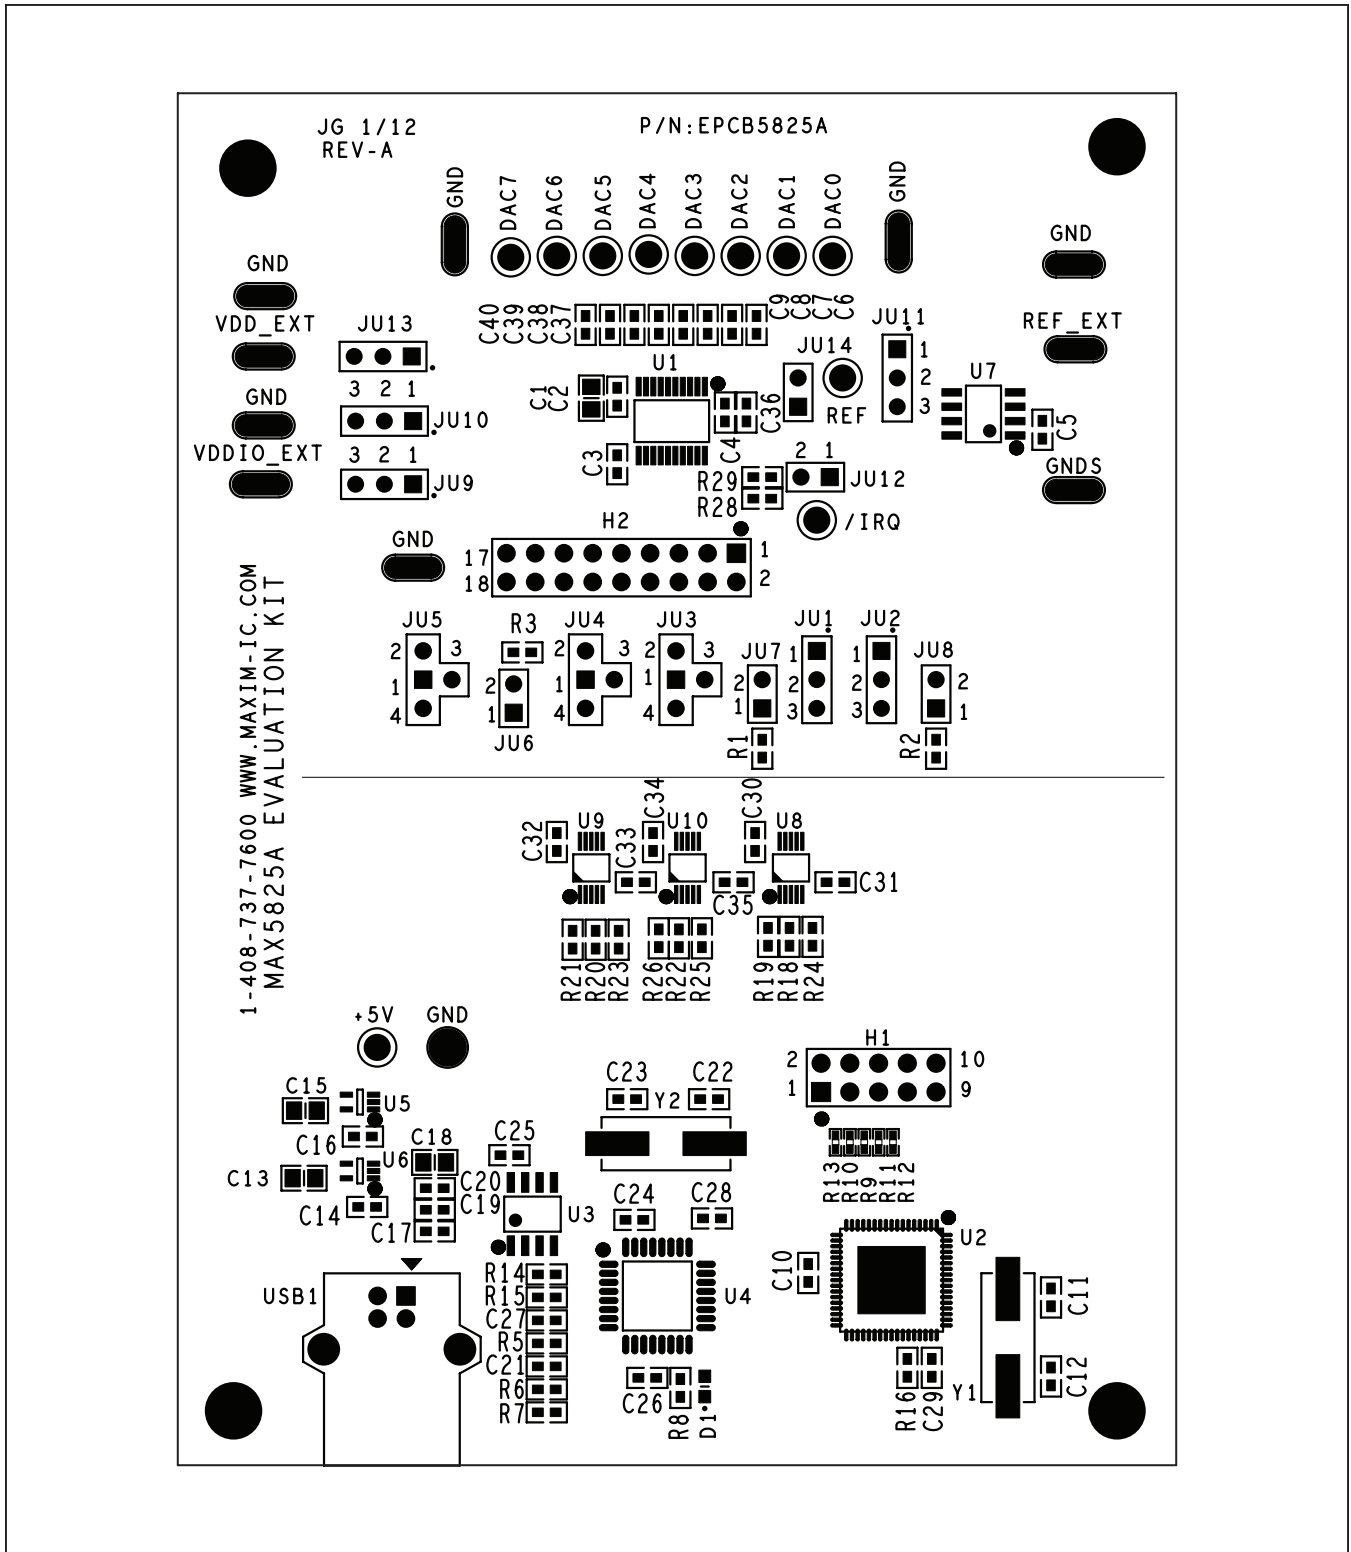 JG 1/12
REV-A
P/N:EPCB5825A
GND
DAC7
DAC6
DAC5
DAC4
DAC3
DAC2
DAC1
DAC0
GND
GND
GND
VDD_EXT
JU13
3 2 1
GND
JU10
VDDIO_EXT
3 2 1
JU9
C40
C39
C38
C37
C9
C8
C7
C6
JU11
1
2
3
REF_EXT
U1
JU14
REF
U7
C1
C2
C3
C4
C36
C5
GNDS
R29
R28
2 1
JU12
/IRQ
GND
H2
17
18
1
2
JU5
2
3
1
4
R3
2
1
JU6
JU4
2
3
1
4
JU3
2
3
1
4
JU7
2
1
R1
JU1
1
2
3
JU2
1
2
3
JU8
2
1
R2
1-408-737-7600 WWW.MAXIM-IC.COM
MAX5825A EVALUATION KIT
C32
U9
C33
C34
U10
C35
C30
U8
C31
R21
R20
R23
R26
R22
R25
R19
R18
R24
+5V
GND
H1
2
10
1
9
C15
U5
C16
C18
C25
C23
C22
Y2
C13
U6
C20
C19
C14
C17
U3
C24
C28
R13
R10
R9
R11
R12
U2
C10
USB1
R14
R15
C27
R5
C21
R6
R7
U4
C26
R8
D1
R16
C29
Y1
C11
C12